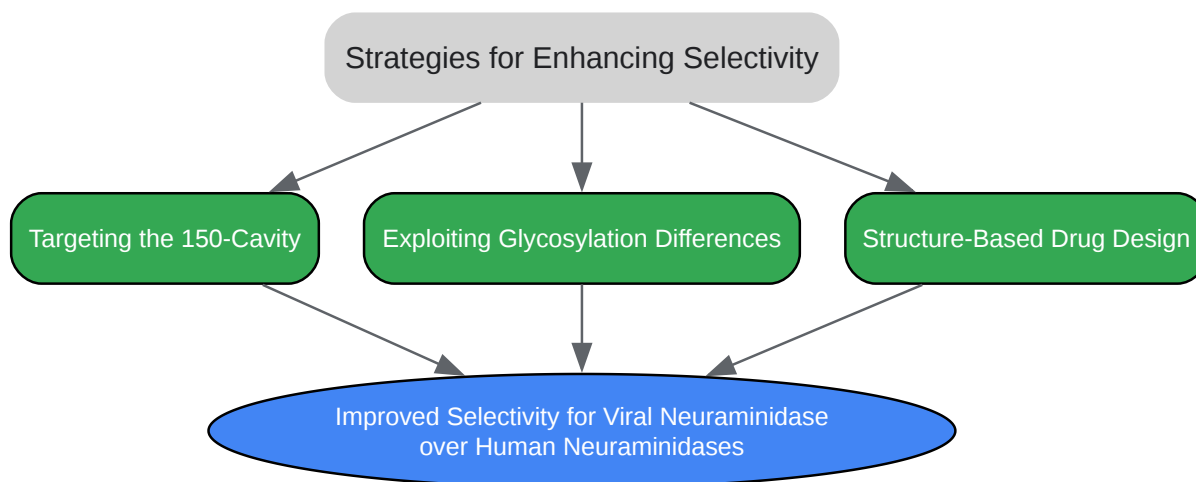 Strategies for Enhancing Selectivity
Targeting the 150-Cavity
Exploiting Glycosylation Differences
Structure-Based Drug Design
Improved Selectivity for Viral Neuraminidase
over Human Neuraminidases